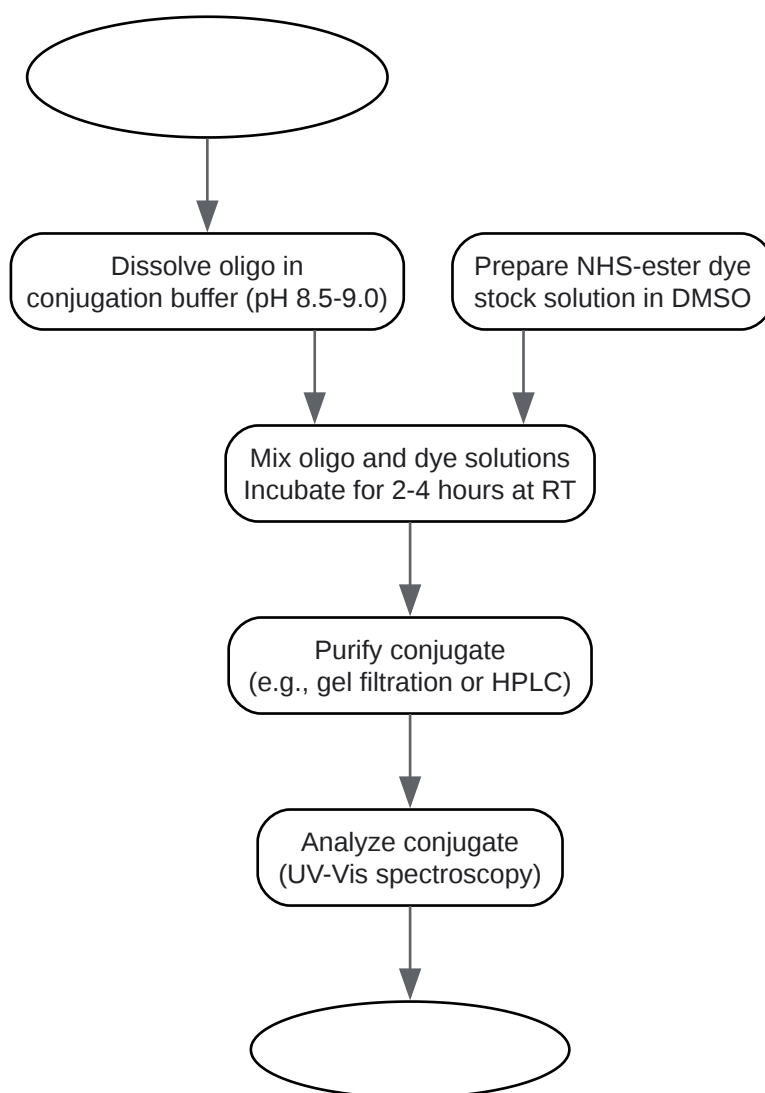 Dissolve oligo in
conjugation buffer (pH 8.5-9.0)
Prepare NHS-ester dye
stock solution in DMSO
Mix oligo and dye solutions
Incubate for 2-4 hours at RT
Purify conjugate
(e.g., gel filtration or HPLC)
Analyze conjugate
(UV-Vis spectroscopy)